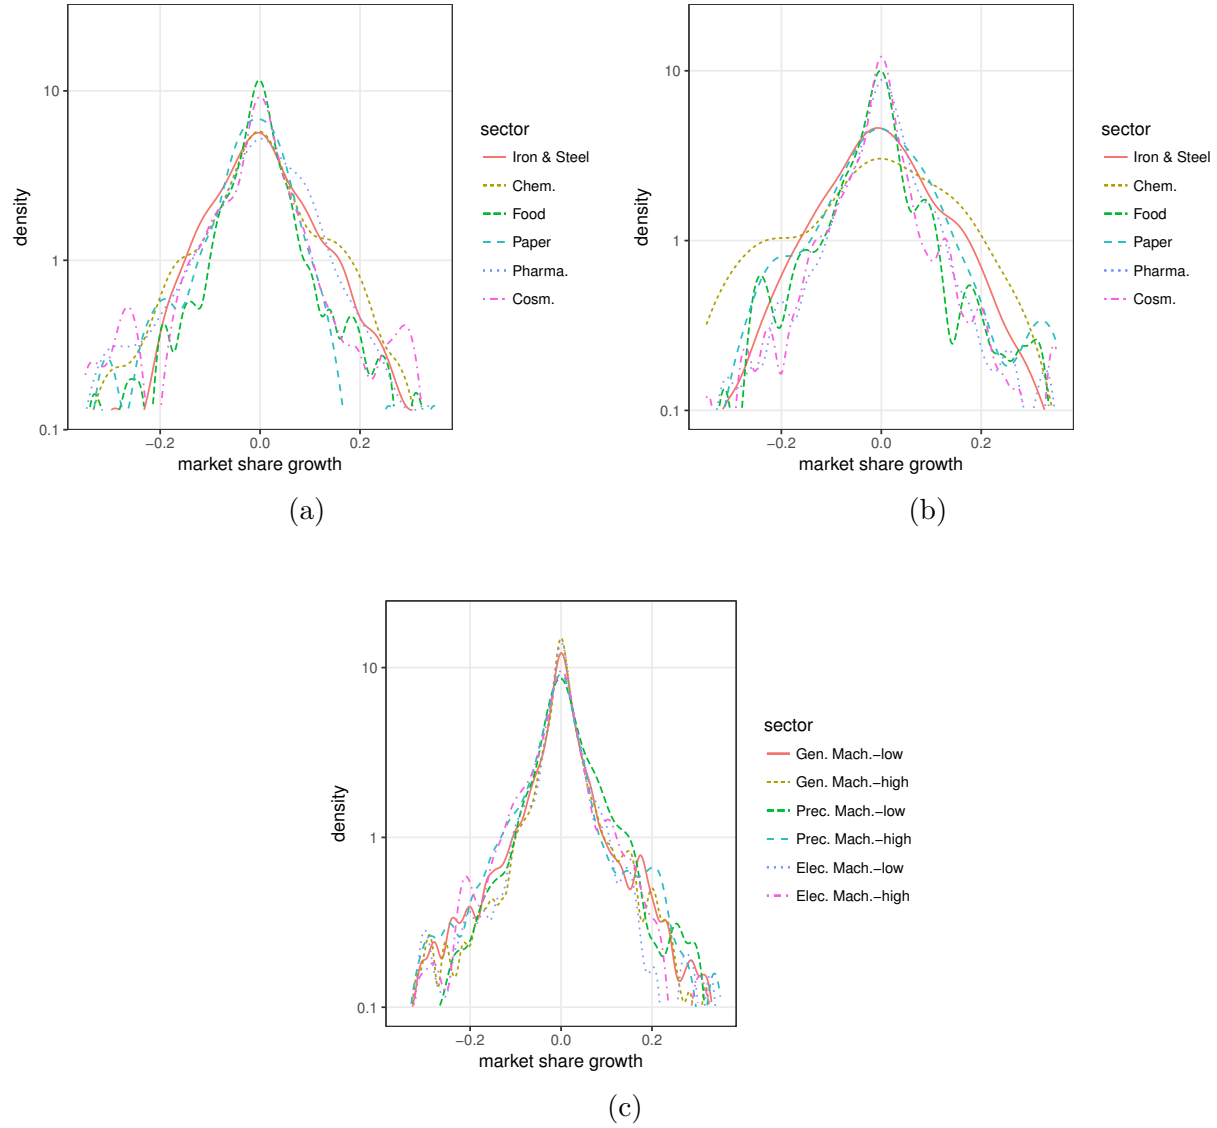 10
1
0.1
density
−0.2
0.0
0.2
market share growth
sector
Iron & Steel
Chem.
Food
Paper
Pharma.
Cosm.
(a)
10
1
0.1
density
−0.2
0.0
0.2
market share growth
sector
Iron & Steel
Chem.
Food
Paper
Pharma.
Cosm.
(b)
10
1
0.1
density
−0.2
0.0
0.2
market share growth
sector
Gen. Mach.−low
Gen. Mach.−high
Prec. Mach.−low
Prec. Mach.−high
Elec. Mach.−low
Elec. Mach.−high
(c)